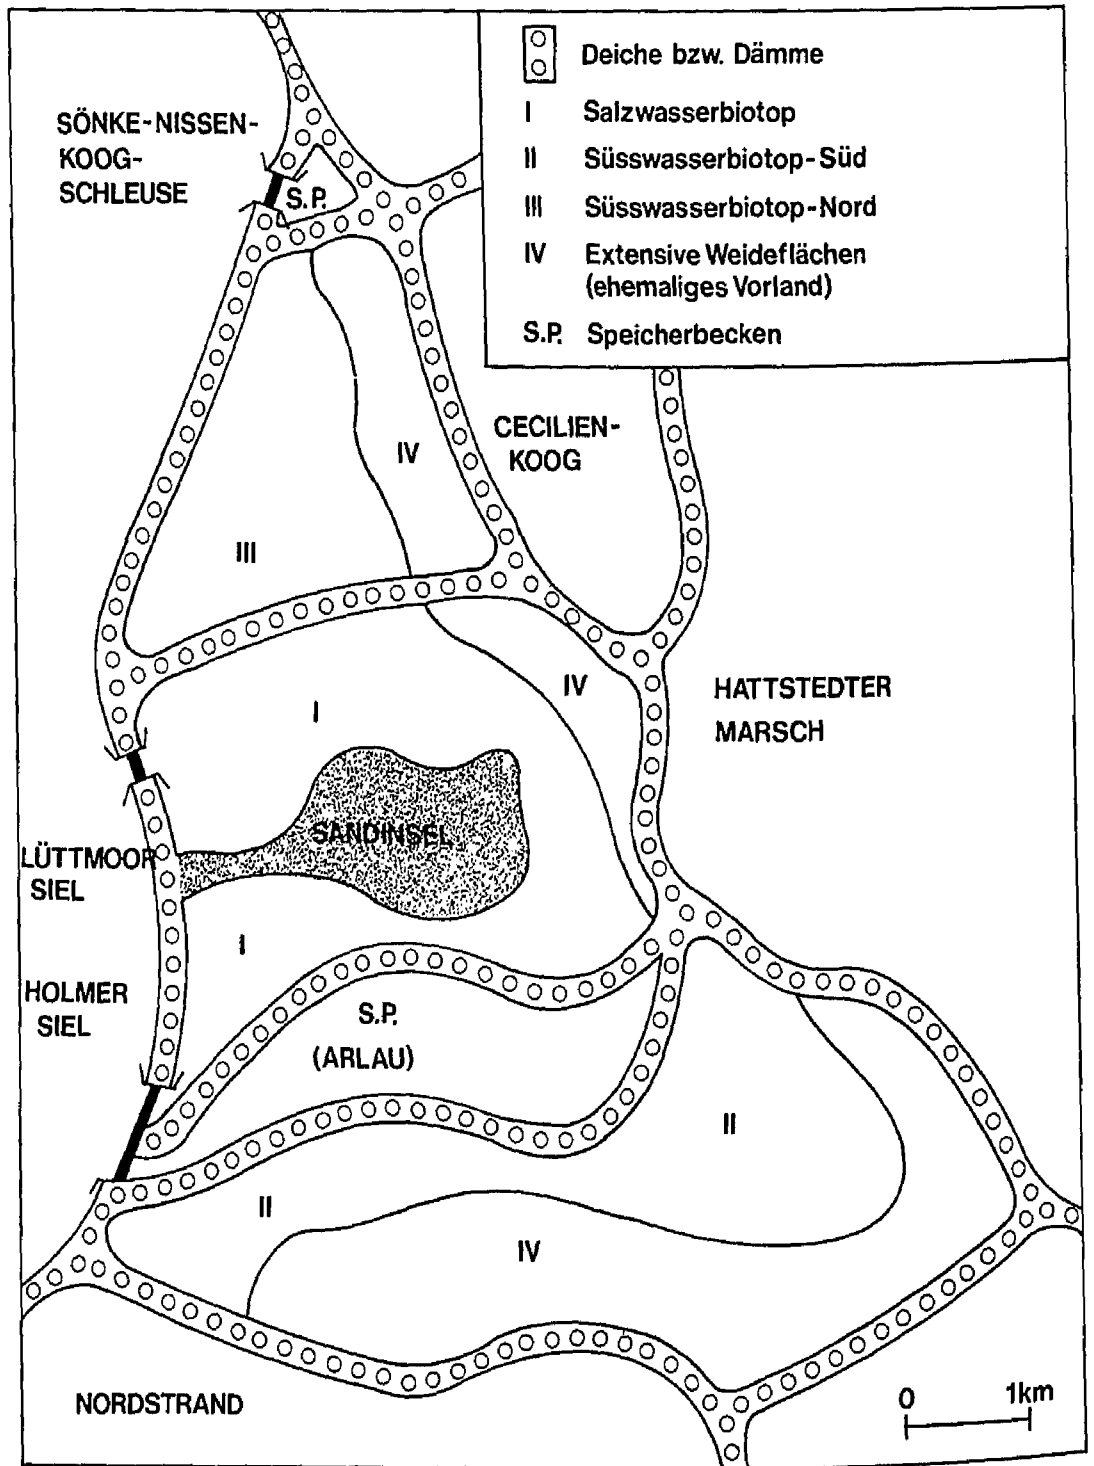 Deiche bzw. Dämme
I Salzwasserbiotop
II Süsswasserbiotop-Süd
III Süsswasserbiotop-Nord
IV Extensive Weideflächen
(ehemaliges Vorland)
S.P. Speicherbecken
SÖNKE-NISSEN-
KOOG-
SCHLEUSE
S.P.
CECILIEN-
KOOG
IV
III
IV
HATTSTEDTER
MARSCH
I
SANDINSEL
LÜTTMOOR
SIEL
I
HOLMER
SIEL
S.P.
(ARLAU)
II
II
IV
NORDSTRAND
0 1km